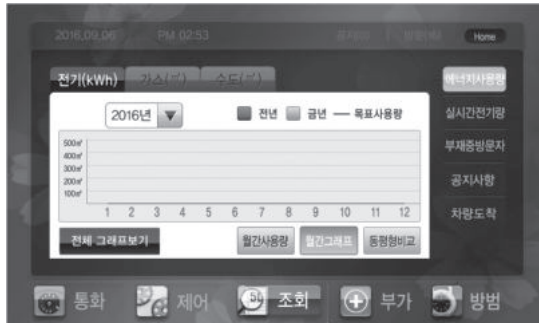 2016.09.06 PM 02:53 Home
전기(kWh) 가스(㎥) 수도(㎥)
에너지사용량
2016년 전년 금년 목표사용량
500㎥
400㎥
300㎥
200㎥
100㎥
1 2 3 4 5 6 7 8 9 10 11 12
전체 그래프보기 월간사용량 월간그래프 동평형비교
실시간전기량
부재중방문자
공지사항
차량도착
통화 제어 조회 부가 방범